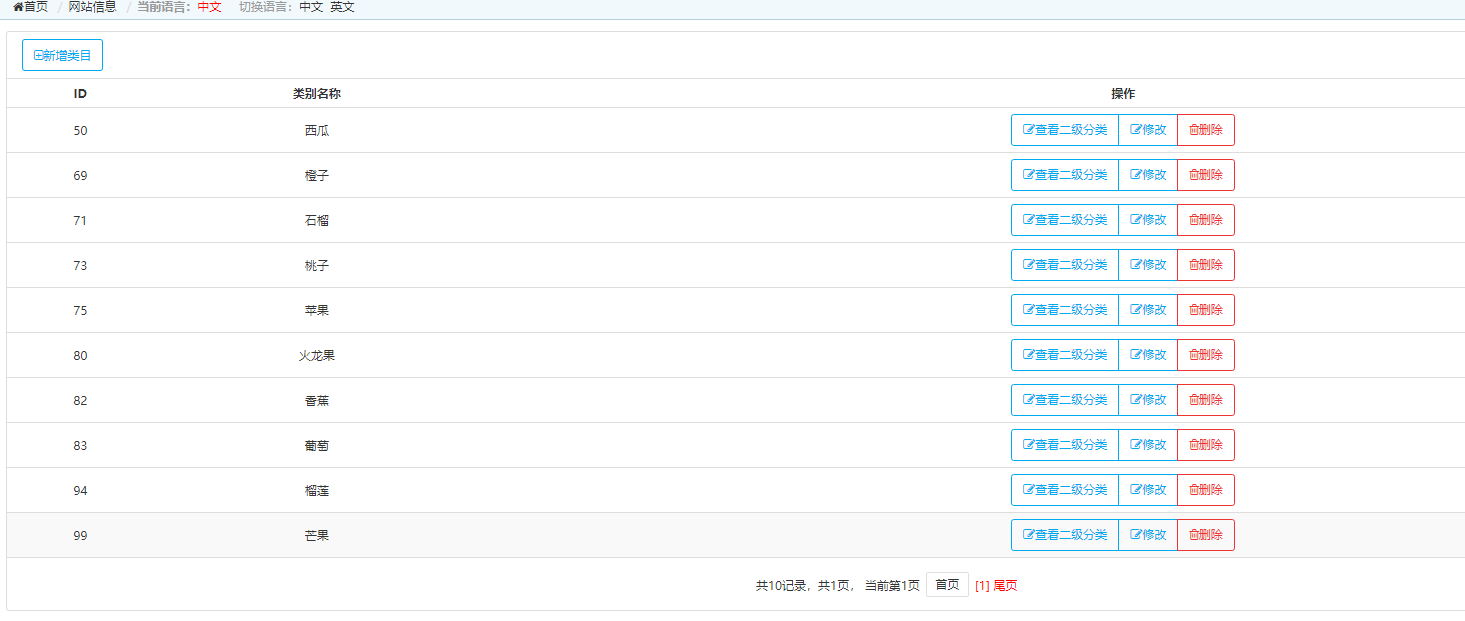 首页 / 网站信息 / 当前语言：中文 切换语言：中文 英文
新增类目
ID 类别名称 操作
50 西瓜 查看二级分类 修改 删除
69 橙子 查看二级分类 修改 删除
71 石榴 查看二级分类 修改 删除
73 桃子 查看二级分类 修改 删除
75 苹果 查看二级分类 修改 删除
80 火龙果 查看二级分类 修改 删除
82 香蕉 查看二级分类 修改 删除
83 葡萄 查看二级分类 修改 删除
94 榴莲 查看二级分类 修改 删除
99 芒果 查看二级分类 修改 删除
共10记录，共1页， 当前第1页 首页 [1] 尾页